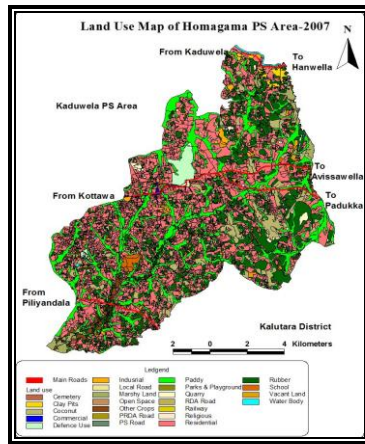 Land Use Map of Homagama PS Area-2007
N
From Kaduwela
To
Hanwella
Kaduwela PS Area
To
Avissawella
To
Padukka
From Kottawa
From
Piliyandala
Kalutara District
2 0 2 4 Kilometers
Ledgend
Main Roads
Land use
Cemetery
Clay Pits
Coconut
Commercial
Defence Use
Indusrial
Local Road
Marshy Land
Open Space
Other Crops
PRDA Road
PS Road
Paddy
Parks & Playground
Quarry
RDA Road
Railway
Religious
Residential
Rubber
School
Vacant Land
Water Body